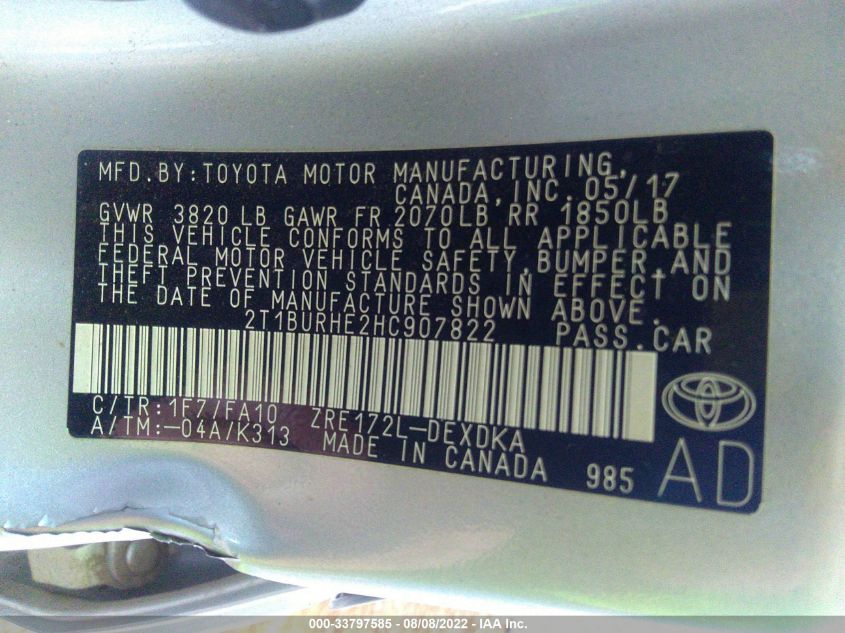 MFD.BY:TOYOTA MOTOR MANUFACTURING,
CANADA,INC.05/17
GVWR 3820 LB GAWR FR 2070LB RR 1850LB
THIS VEHICLE CONFORMS TO ALL APPLICABLE
FEDERAL MOTOR VEHICLE SAFETY,BUMPER,AND
THEFT PREVENTION STANDARDS IN EFFECT ON
THE DATE OF MANUFACTURE SHOWN ABOVE.
2T1BURHE2HC907822 PASS.CAR
C/TR:1F7/FA10 ZRE172L-DEXDKA
A/TM:-04A/K313 MADE IN CANADA 985
AD
000-33797585 - 08/08/2022 - IAA Inc.